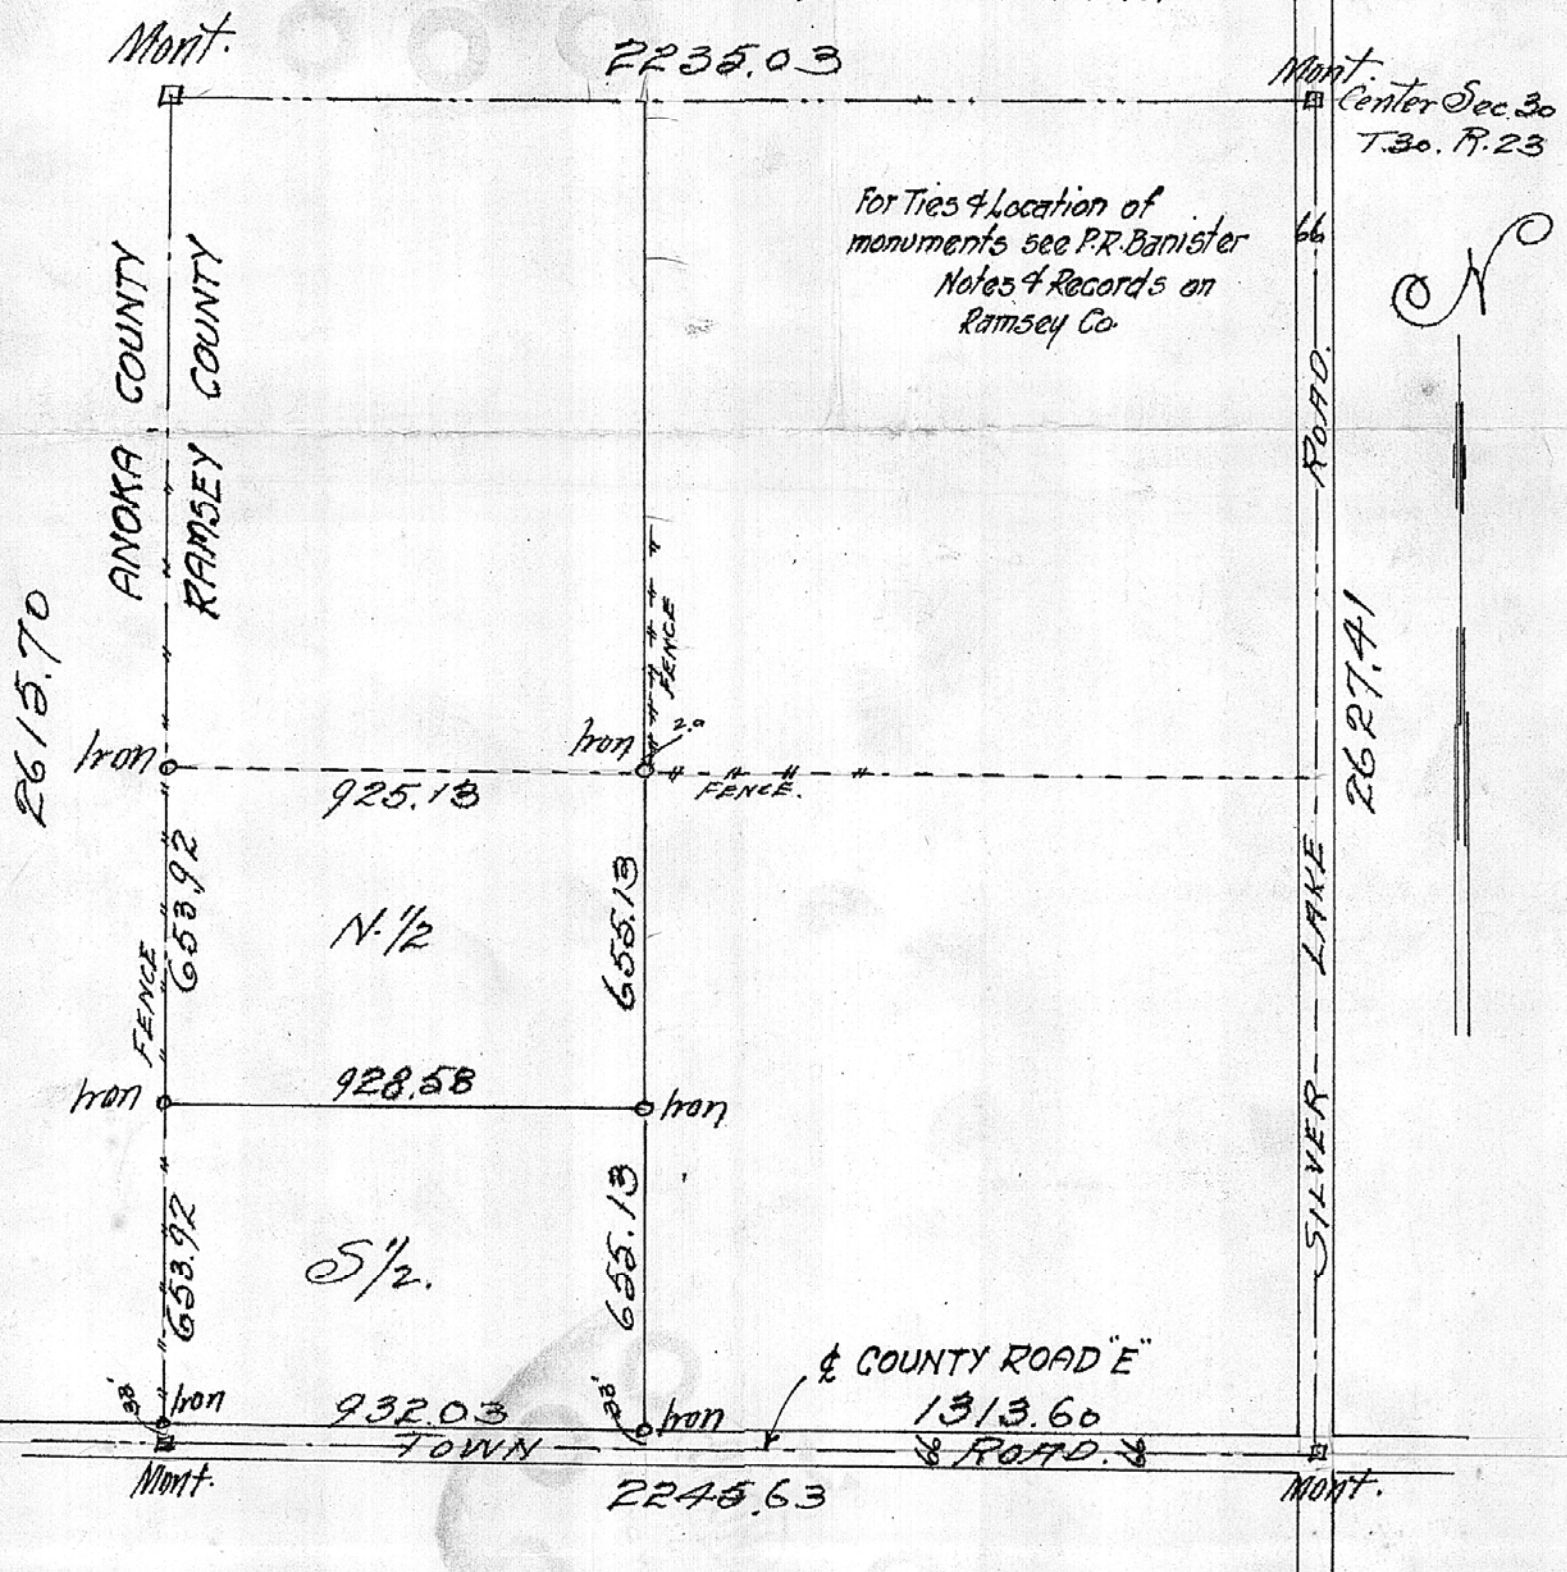 Mont.
2235.03
Mont.
Center Sec. 30
T.30. R.23
For Ties & Location of
monuments see P.R. Banister
Notes & Records on
Ramsey Co.
66
N
ANOKA COUNTY
RAMSEY COUNTY
2615.70
2627.41
SILVER LAKE ROAD.
FENCE
2.0
Iron
Iron
925.13
FENCE.
653.92
655.13
N.1/2
FENCE
Iron
928.58
Iron
653.92
655.13
S1/2.
℄ COUNTY ROAD "E"
33'
Iron
932.03
33'
Iron
1313.60
TOWN ROAD.
Mont.
2245.63
Mont.